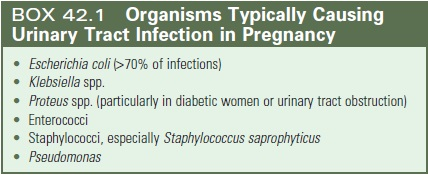 BOX 42.1 Organisms Typically Causing
Urinary Tract Infection in Pregnancy
• Escherichia coli (>70% of infections)
• Klebsiella spp.
• Proteus spp. (particularly in diabetic women or urinary tract obstruction)
• Enterococci
• Staphylococci, especially Staphylococcus saprophyticus
• Pseudomonas